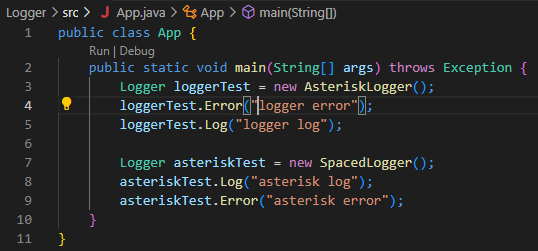 Logger > src > J App.java > App > main(String[])
1 public class App {
Run | Debug
2 public static void main(String[] args) throws Exception {
3 Logger loggerTest = new AsteriskLogger();
4 loggerTest.Error("logger error");
5 loggerTest.Log("logger log");
6
7 Logger asteriskTest = new SpacedLogger();
8 asteriskTest.Log("asterisk log");
9 asteriskTest.Error("asterisk error");
10 }
11 }